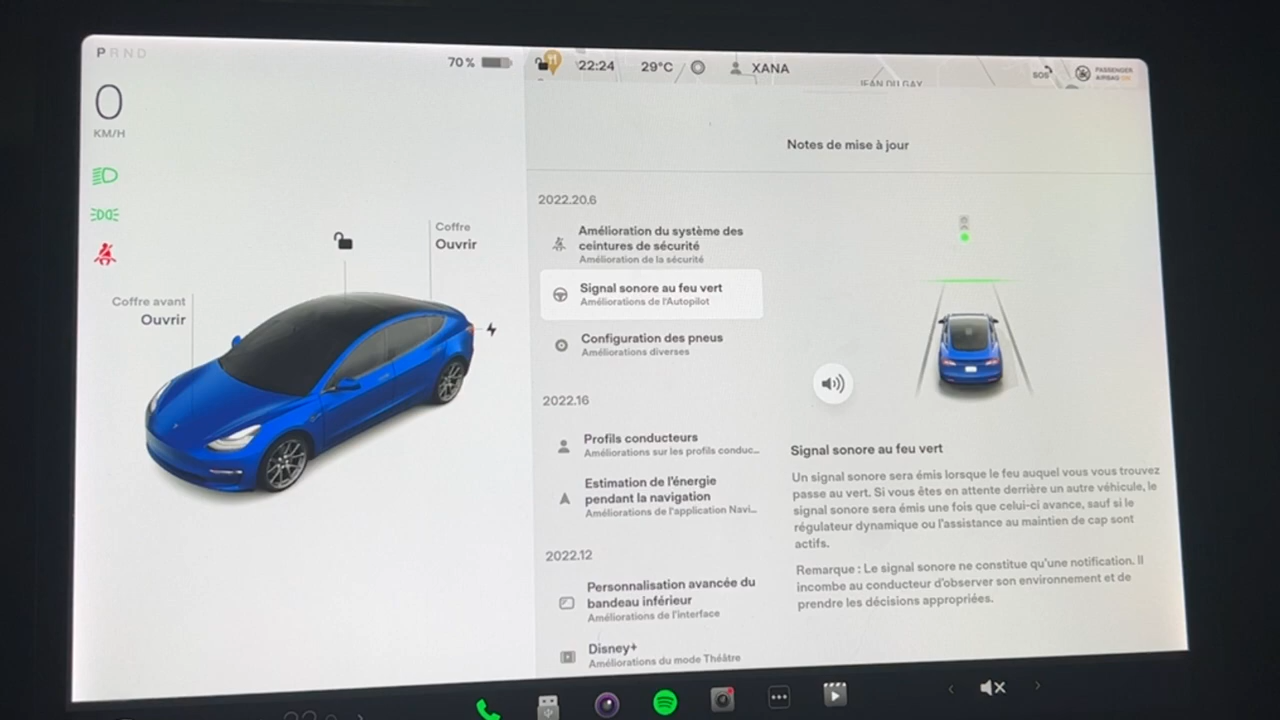 P R N D
70 %
22:24
29°C
XANA
JEAN DU GAY
SOS
PASSENGER
AIRBAG ON
0
KM/H
Coffre
Ouvrir
Coffre avant
Ouvrir
Notes de mise à jour
2022.20.6
Amélioration du système des
ceintures de sécurité
Amélioration de la sécurité
Signal sonore au feu vert
Améliorations de l'Autopilot
Configuration des pneus
Améliorations diverses
2022.16
Profils conducteurs
Améliorations sur les profils conduc...
Estimation de l'énergie
pendant la navigation
Améliorations de l'application Navi...
2022.12
Personnalisation avancée du
bandeau inférieur
Améliorations de l'interface
Disney+
Améliorations du mode Théâtre
Signal sonore au feu vert
Un signal sonore sera émis lorsque le feu auquel vous vous trouvez
passe au vert. Si vous êtes en attente derrière un autre véhicule, le
signal sonore sera émis une fois que celui-ci avance, sauf si le
régulateur dynamique ou l'assistance au maintien de cap sont
actifs.
Remarque : Le signal sonore ne constitue qu'une notification. Il
incombe au conducteur d'observer son environnement et de
prendre les décisions appropriées.